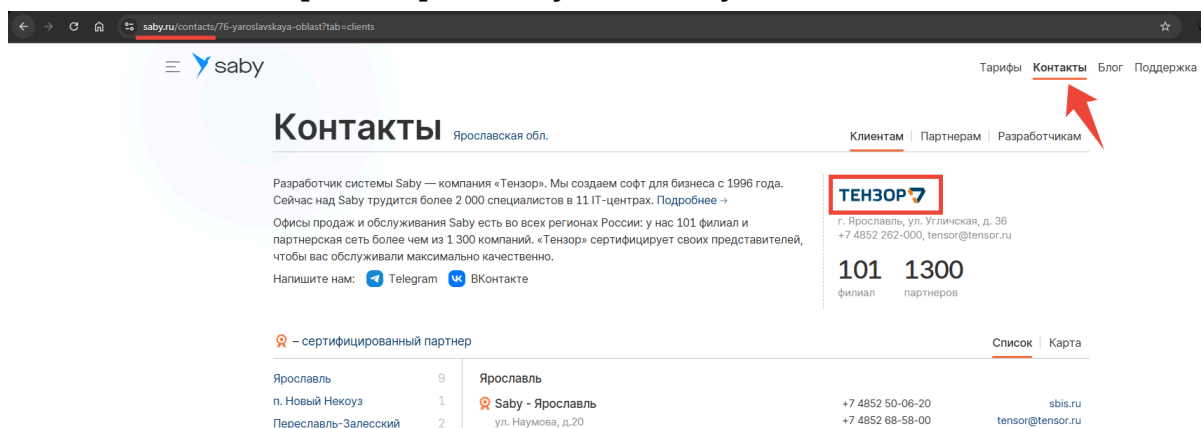 saby.ru/contacts/76-yaroslavskaya-oblast?tab=clients
saby
Тарифы Контакты Блог Поддержка
Контакты Ярославская обл.
Клиентам Партнерам Разработчикам
Разработчик системы Saby — компания «Тензор». Мы создаем софт для бизнеса с 1996 года.
Сейчас над Saby трудится более 2 000 специалистов в 11 IT-центрах. Подробнее →
Офисы продаж и обслуживания Saby есть во всех регионах России: у нас 101 филиал и
партнерская сеть более чем из 1 300 компаний. «Тензор» сертифицирует своих представителей,
чтобы вас обслуживали максимально качественно.
Напишите нам: Telegram ВКонтакте
ТЕНЗОР
г. Ярославль, ул. Угличская, д. 36
+7 4852 262-000, tensor@tensor.ru
101 1300
филиал партнеров
– сертифицированный партнер
Список Карта
Ярославль 9
п. Новый Некоуз 1
Переславль-Залесский 2
Ярославль
Saby - Ярославль
ул. Наумова, д.20
+7 4852 50-06-20 sbis.ru
+7 4852 68-58-00 tensor@tensor.ru